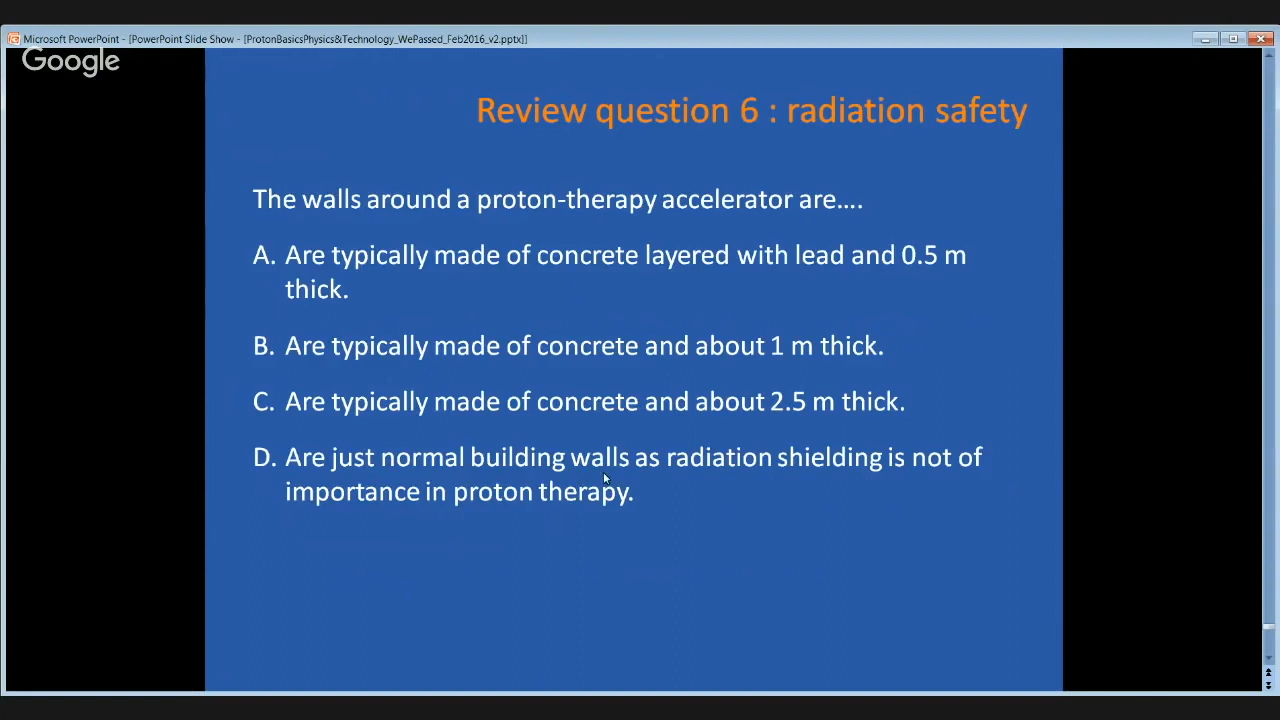 Microsoft PowerPoint - [PowerPoint Slide Show - [ProtonBasicsPhysics&Technology_WePassed_Feb2016_v2.pptx]]
Google
Review question 6 : radiation safety
The walls around a proton-therapy accelerator are….
A. Are typically made of concrete layered with lead and 0.5 m
thick.
B. Are typically made of concrete and about 1 m thick.
C. Are typically made of concrete and about 2.5 m thick.
D. Are just normal building walls as radiation shielding is not of
importance in proton therapy.